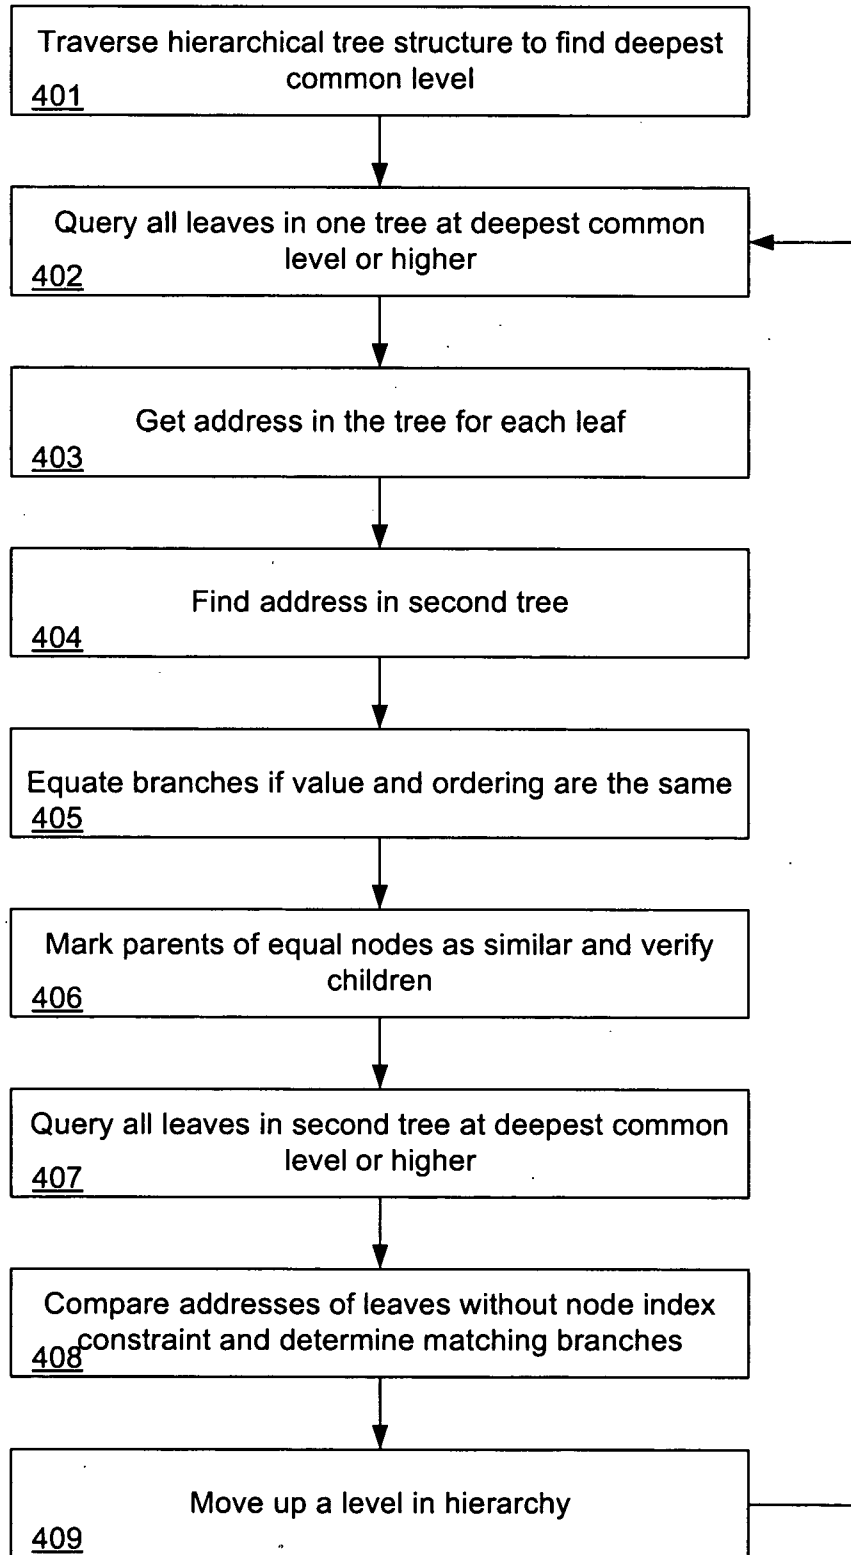 Traverse hierarchical tree structure to find deepest
common level
401
Query all leaves in one tree at deepest common
level or higher
402
Get address in the tree for each leaf
403
Find address in second tree
404
Equate branches if value and ordering are the same
405
Mark parents of equal nodes as similar and verify
children
406
Query all leaves in second tree at deepest common
level or higher
407
Compare addresses of leaves without node index
constraint and determine matching branches
408
Move up a level in hierarchy
409